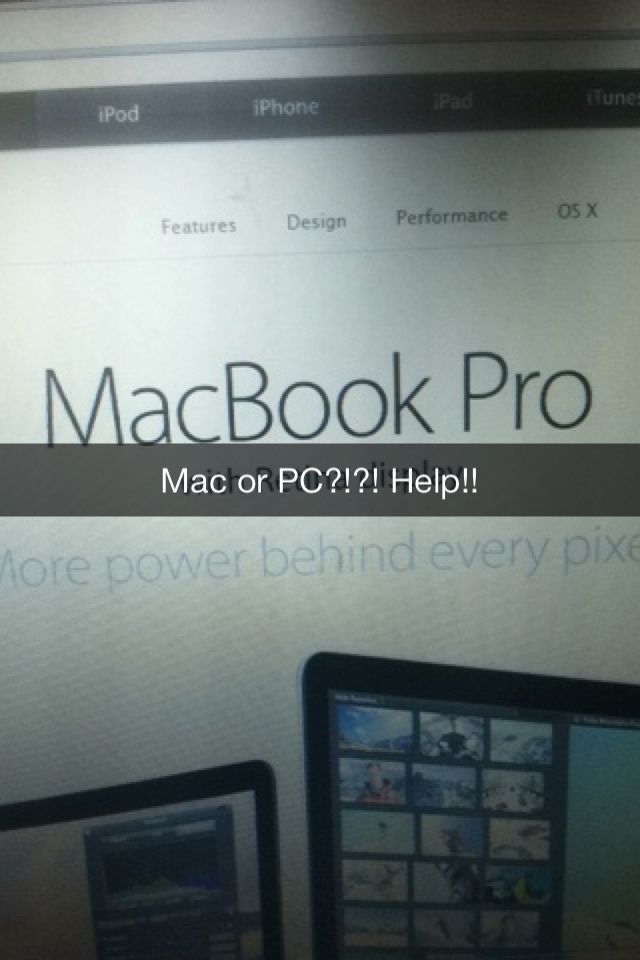 iPod iPhone iPad iTunes
Features Design Performance OS X
MacBook Pro
Mac or PC?!?! Help!!
More power behind every pixe